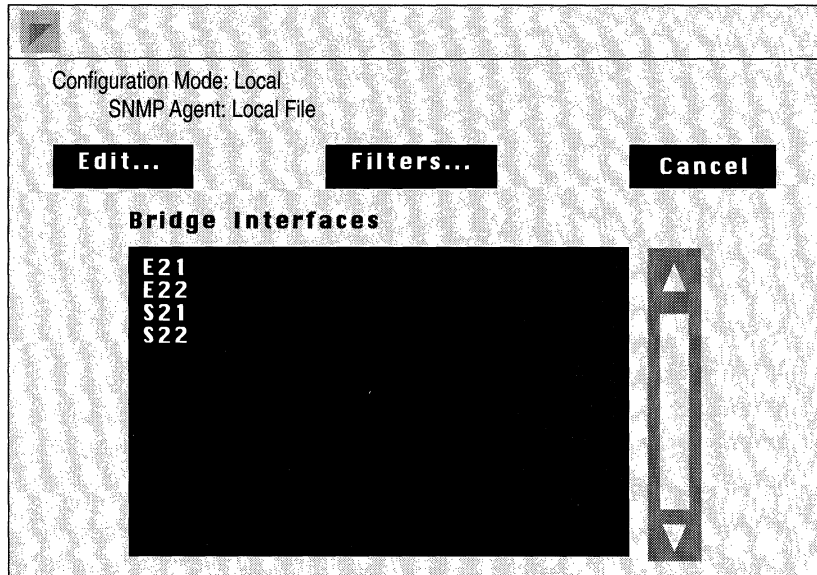 Configuration Mode: Local
SNMP Agent: Local File
Edit...
Filters...
Cancel
Bridge Interfaces
E21
E22
S21
S22